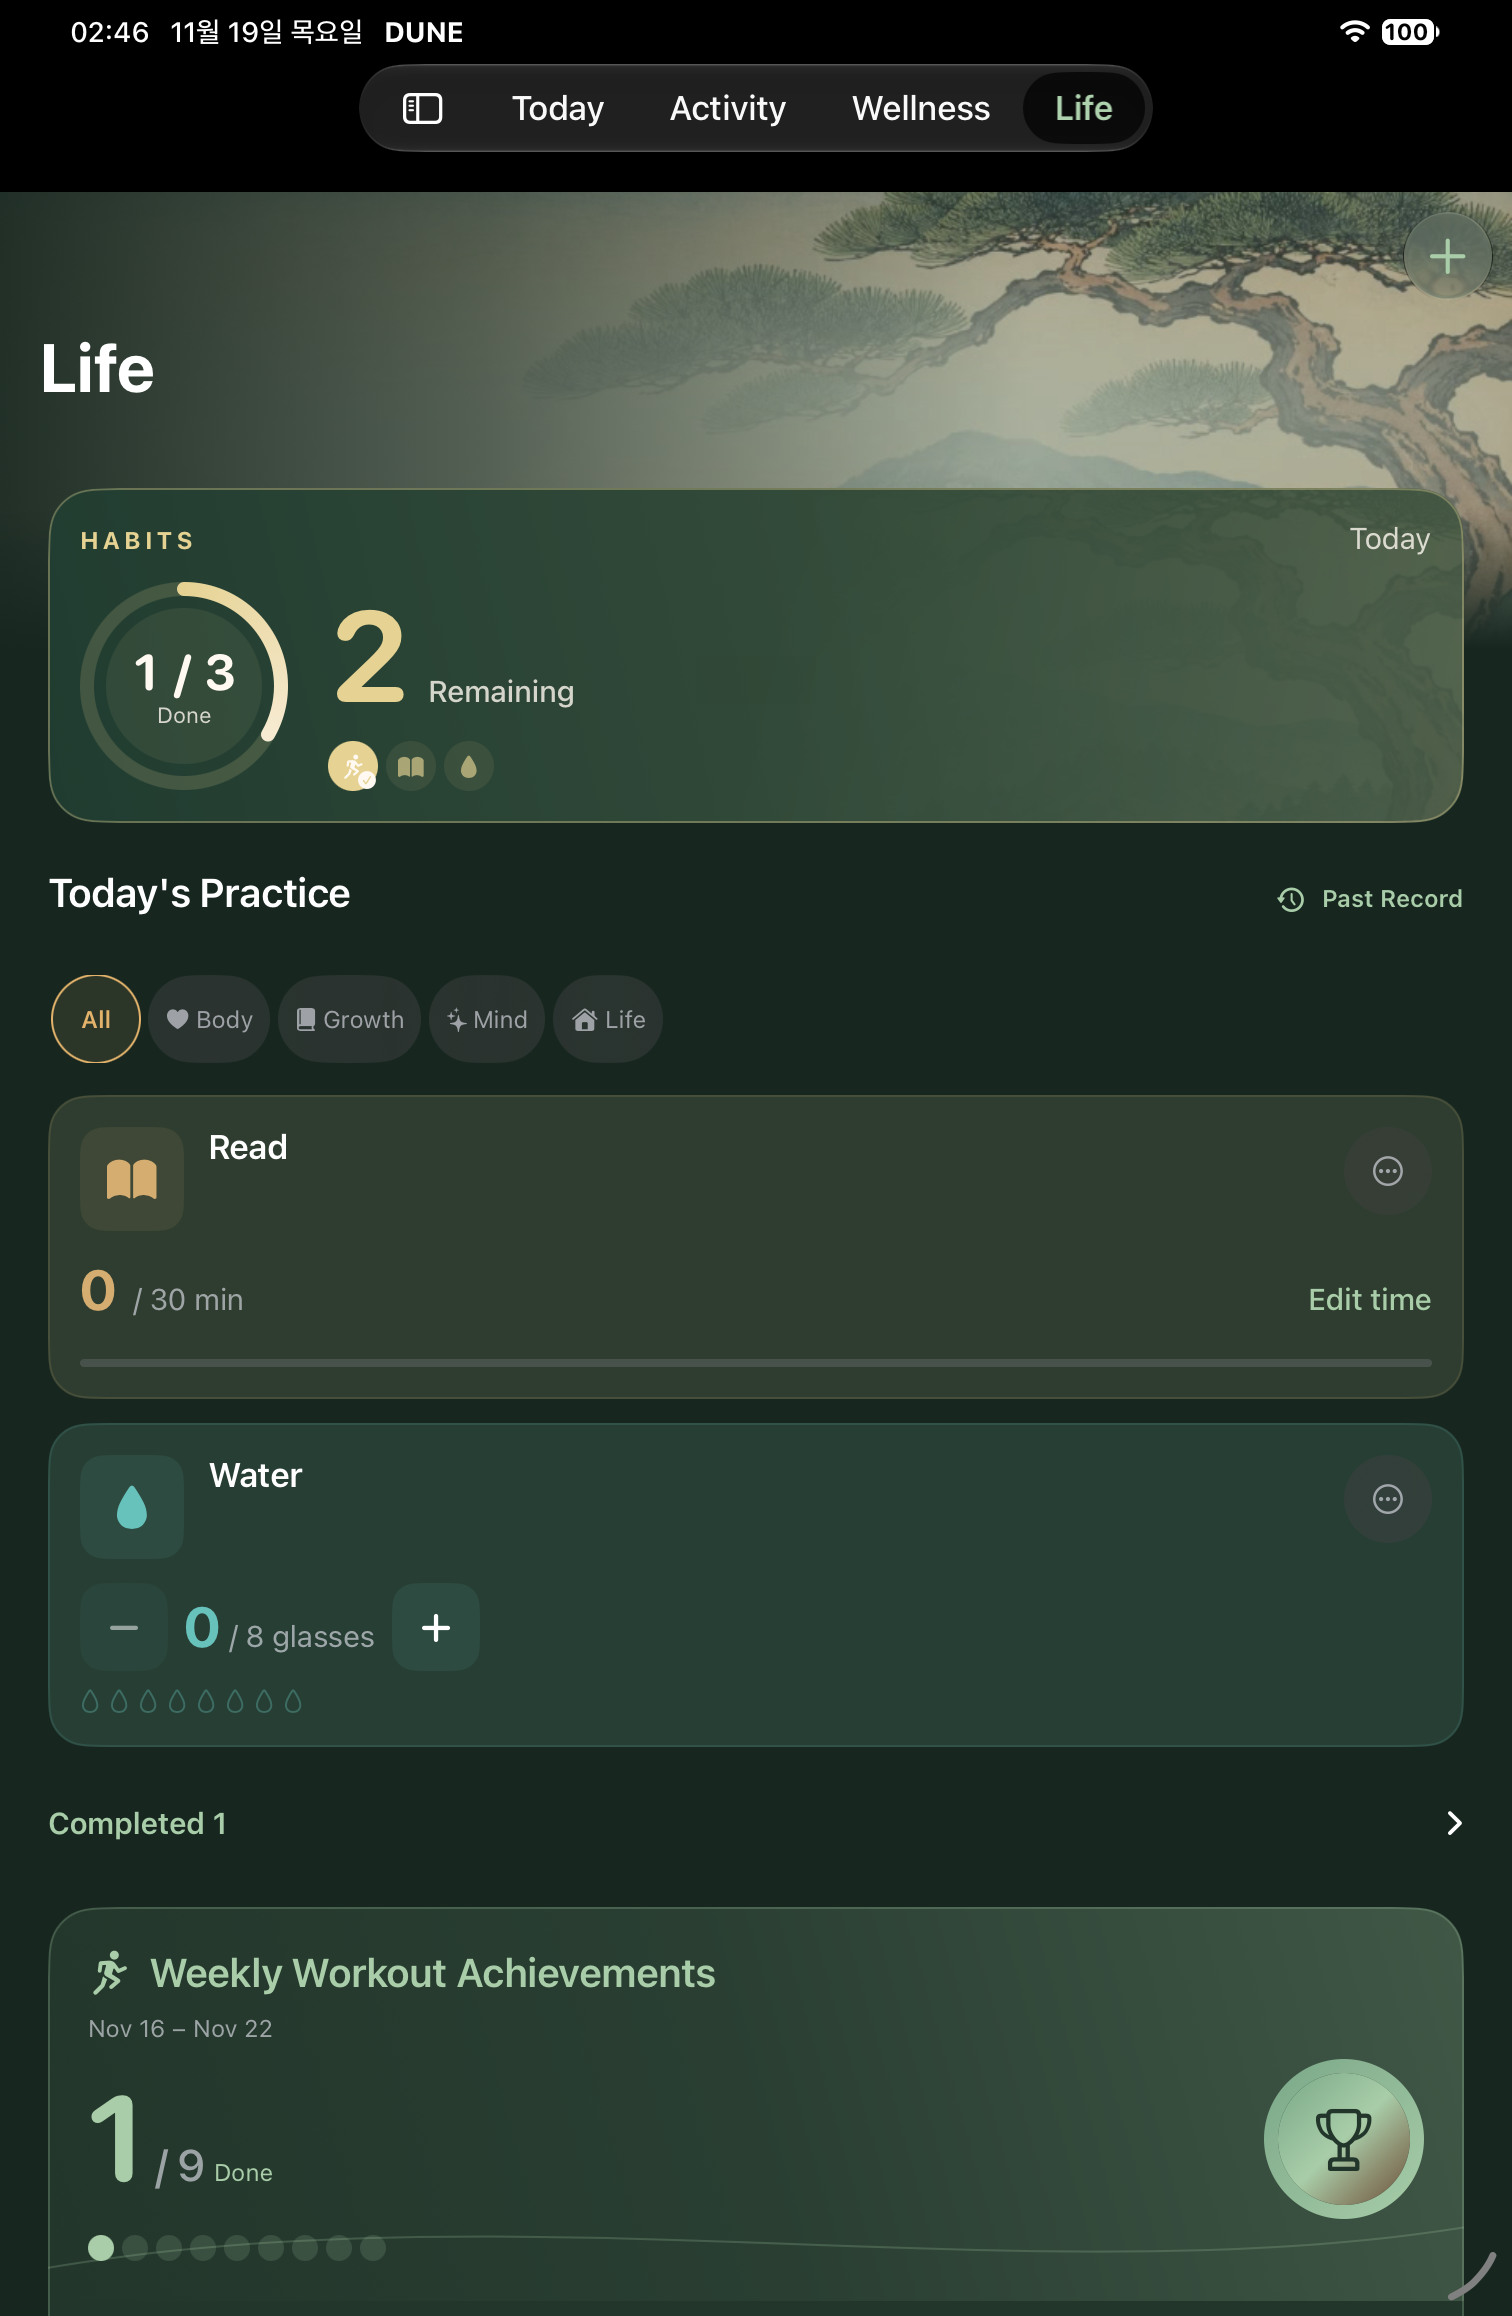 02:46 11월 19일 목요일 DUNE 100
Today Activity Wellness Life
Life
HABITS Today
1 / 3
Done
2 Remaining
Today's Practice Past Record
All Body Growth Mind Life
Read
0 / 30 min Edit time
Water
0 / 8 glasses
Completed 1
Weekly Workout Achievements
Nov 16 – Nov 22
1 / 9 Done